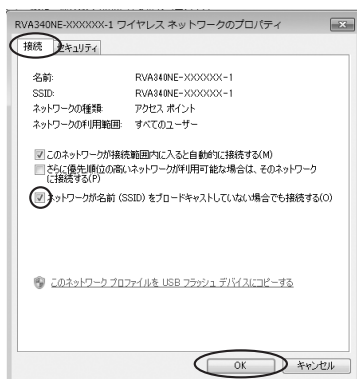 RVA340NE-XXXXXX-1 ワイヤレス ネットワークのプロパティ
接続 セキュリティ
名前: RVA340NE-XXXXXX-1
SSID: RVA340NE-XXXXXX-1
ネットワークの種類: アクセス ポイント
ネットワークの利用範囲: すべてのユーザー
このネットワークが接続範囲内に入ると自動的に接続する(M)
さらに優先順位の高いネットワークが利用可能な場合は、そのネットワーク
に接続する(P)
ネットワークが名前 (SSID) をブロードキャストしていない場合でも接続する(O)
このネットワーク プロファイルを USB フラッシュ デバイスにコピーする
OK キャンセル